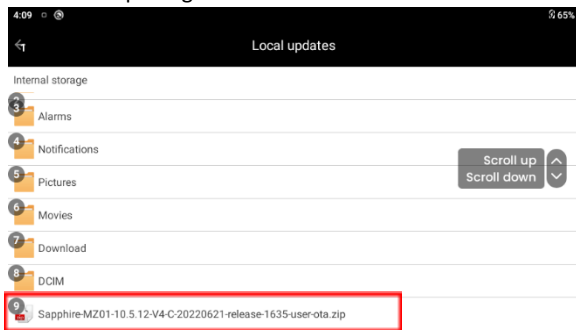 4:09 65%
1 Local updates
Internal storage
3 Alarms
4 Notifications
Scroll up
5 Pictures
Scroll down
6 Movies
7 Download
8 DCIM
9 Sapphire-MZ01-10.5.12-V4-C-20220621-release-1635-user-ota.zip